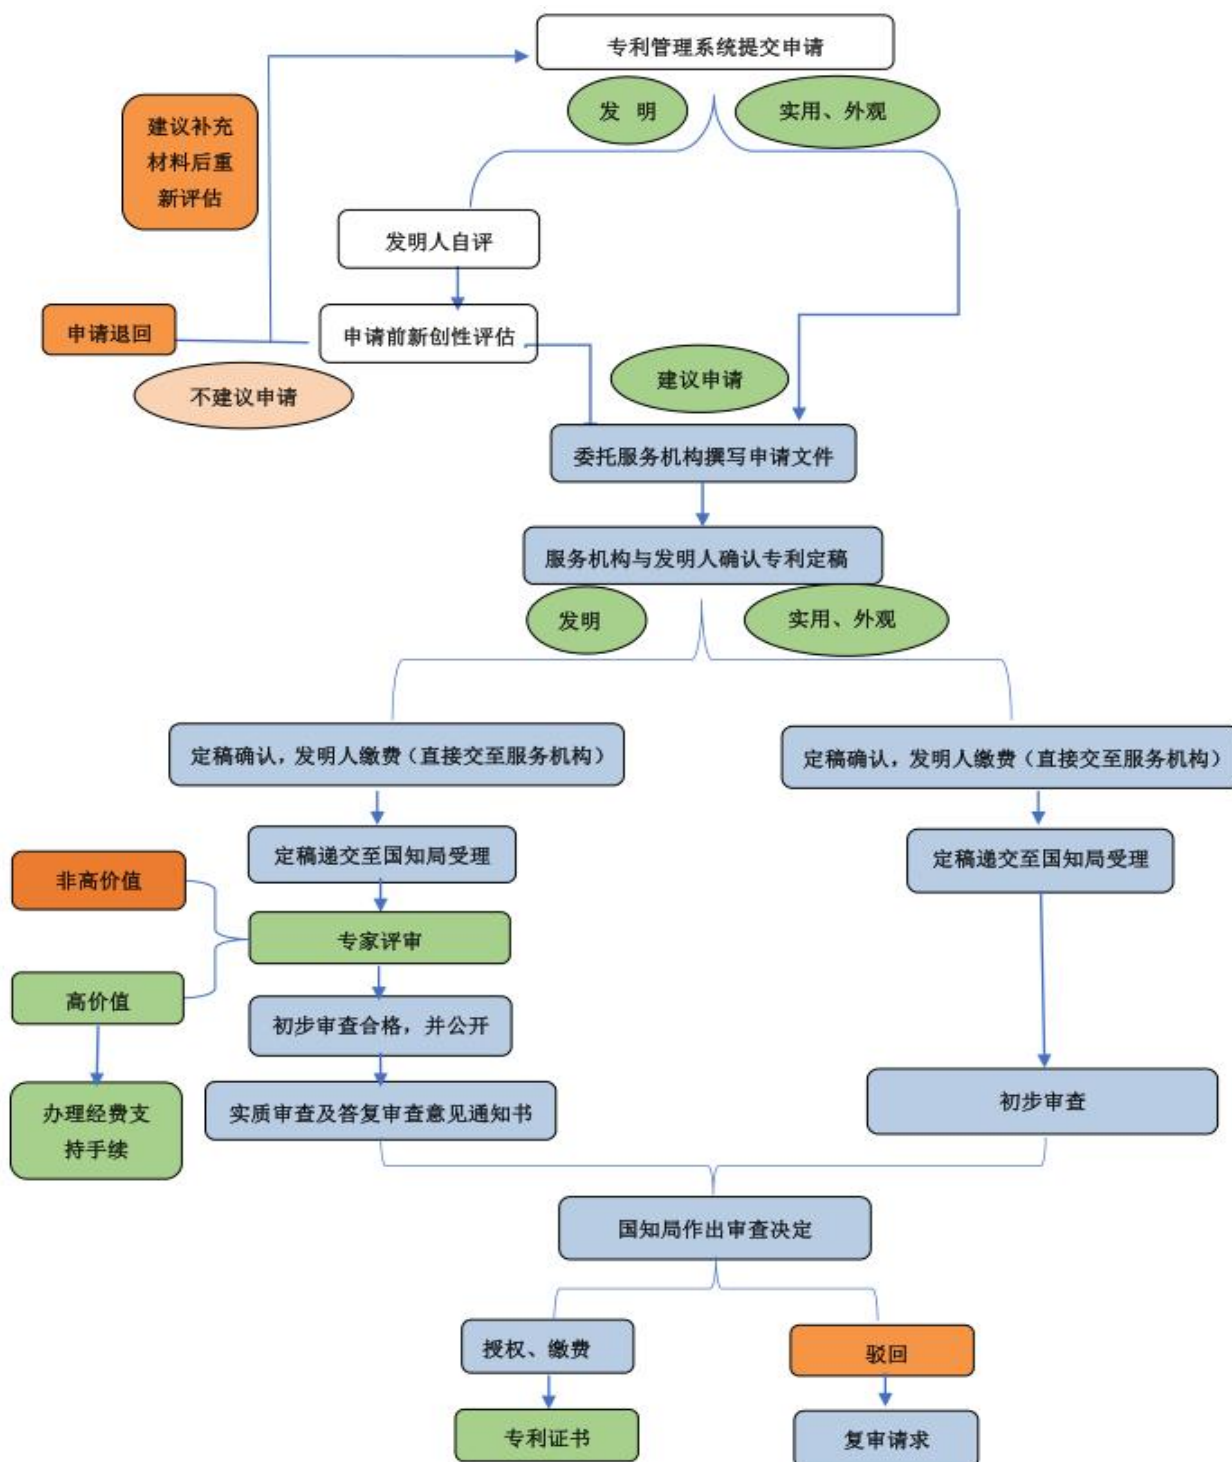 专利管理系统提交申请
发 明
实用、外观
建议补充
材料后重
新评估
发明人自评
申请退回
申请前新创性评估
不建议申请
建议申请
委托服务机构撰写申请文件
服务机构与发明人确认专利定稿
发明
实用、外观
定稿确认，发明人缴费（直接交至服务机构）
定稿确认，发明人缴费（直接交至服务机构）
定稿递交至国知局受理
定稿递交至国知局受理
非高价值
专家评审
高价值
初步审查合格，并公开
办理经费支
持手续
实质审查及答复审查意见通知书
初步审查
国知局作出审查决定
授权、缴费
驳回
专利证书
复审请求